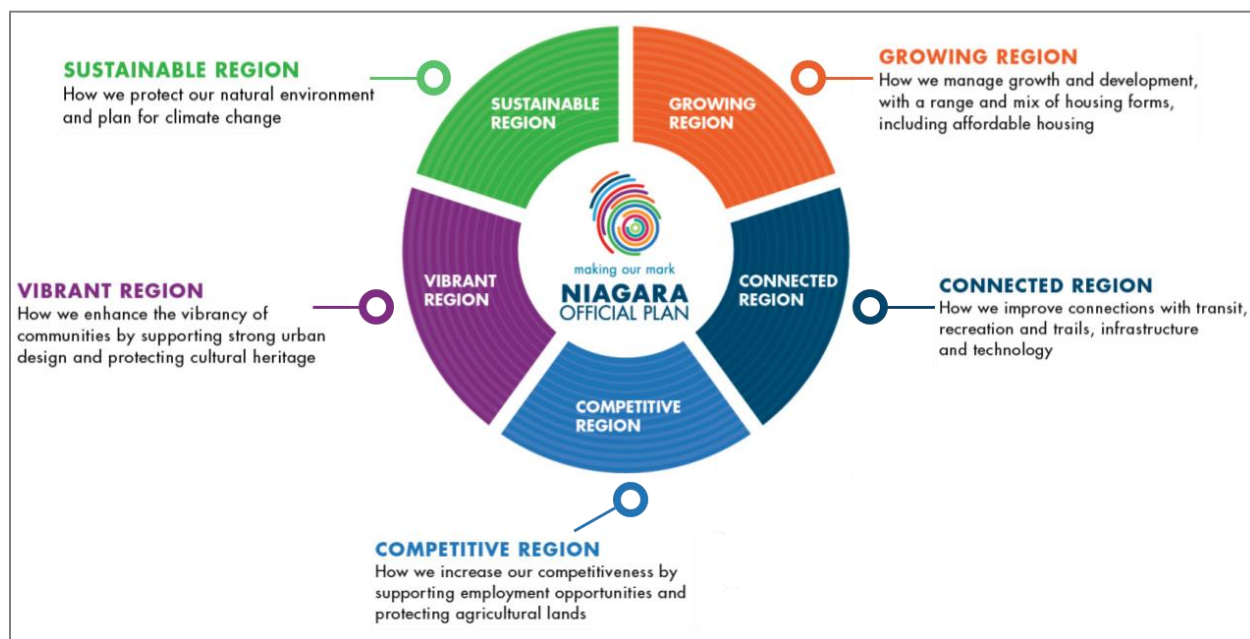 SUSTAINABLE REGION
How we protect our natural environment
and plan for climate change
GROWING REGION
How we manage growth and development,
with a range and mix of housing forms,
including affordable housing
SUSTAINABLE
REGION
GROWING
REGION
making our mark
NIAGARA
OFFICIAL PLAN
VIBRANT
REGION
CONNECTED
REGION
COMPETITIVE
REGION
VIBRANT REGION
How we enhance the vibrancy of
communities by supporting strong urban
design and protecting cultural heritage
CONNECTED REGION
How we improve connections with transit,
recreation and trails, infrastructure
and technology
COMPETITIVE REGION
How we increase our competitiveness by
supporting employment opportunities and
protecting agricultural lands